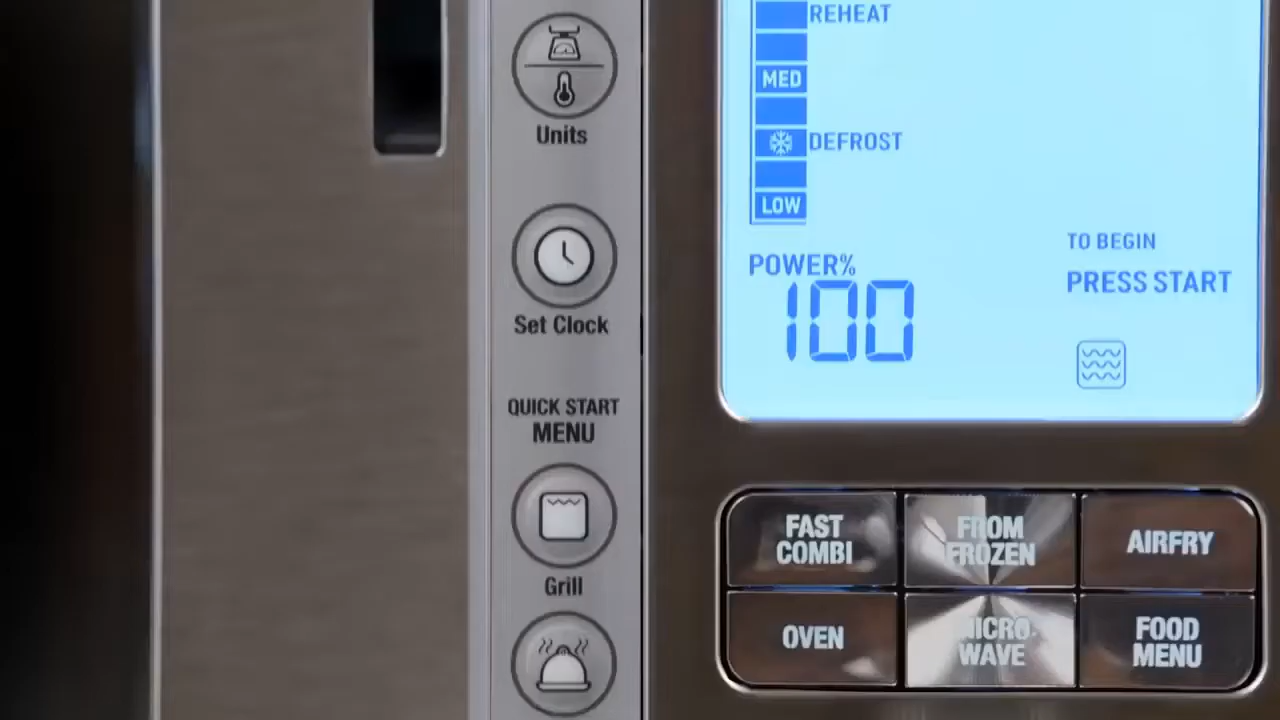 REHEAT
MED
DEFROST
LOW
POWER%
100
TO BEGIN
PRESS START
Units
Set Clock
QUICK START
MENU
Grill
FAST
COMBI
FROM
FROZEN
AIRFRY
OVEN
MICRO-
WAVE
FOOD
MENU